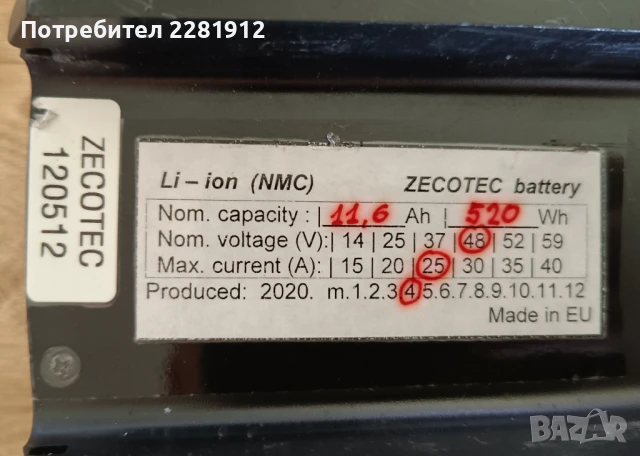 Потребител 2281912
ZECOTEC
120512
Li – ion (NMC) ZECOTEC battery
Nom. capacity : | 11,6 Ah | 520 Wh
Nom. voltage (V): | 14 | 25 | 37 | 48 | 52 | 59
Max. current (A): | 15 | 20 | 25 | 30 | 35 | 40
Produced: 2020. m.1.2.3.4.5.6.7.8.9.10.11.12
Made in EU
BAZAR